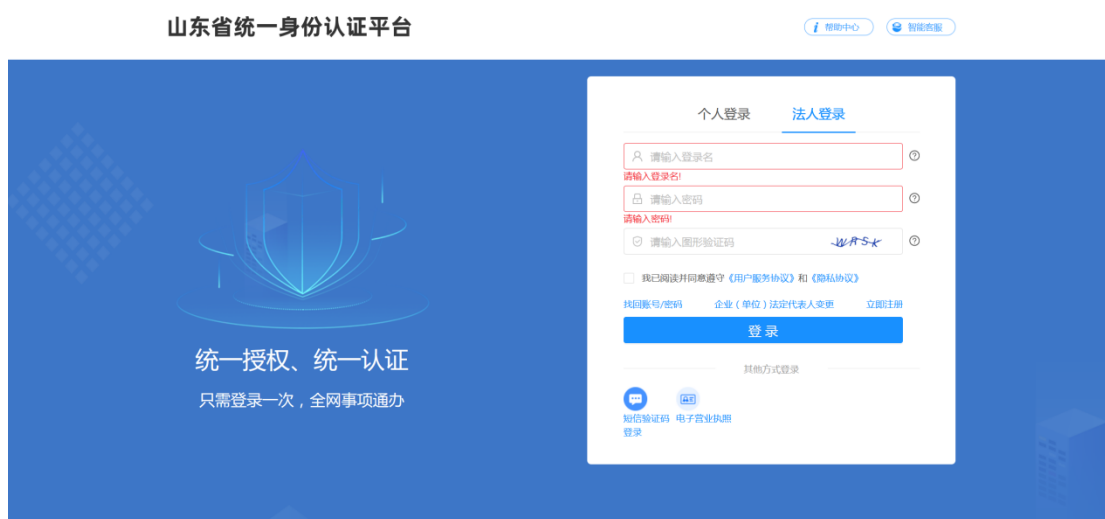 山东省统一身份认证平台
帮助中心
智能客服
个人登录 法人登录
请输入登录名
请输入登录名!
请输入密码
请输入密码!
请输入图形验证码 WRSK
我已阅读并同意遵守《用户服务协议》和《隐私协议》
找回账号/密码 企业(单位)法定代表人变更 立即注册
登录
其他方式登录
短信验证码登录
电子营业执照
统一授权、统一认证
只需登录一次,全网事项通办